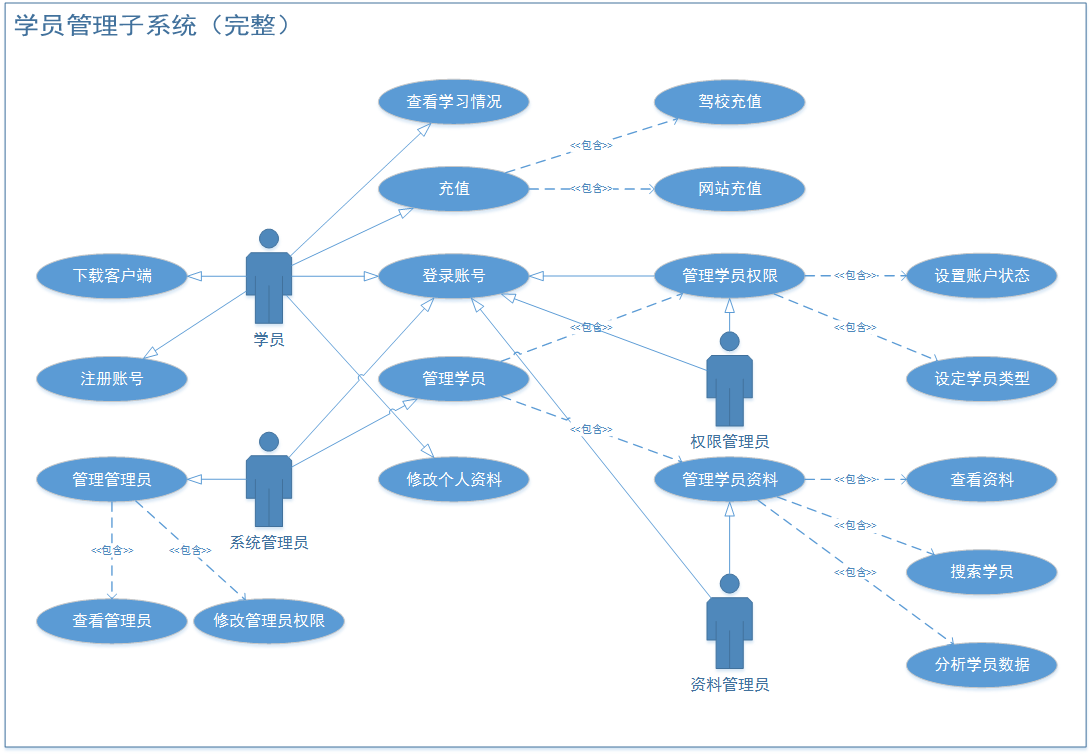 学员管理子系统（完整）
查看学习情况
驾校充值
<<包含>>
充值
<<包含>>
网站充值
下载客户端
登录账号
管理学员权限
<<包含>>
设置账户状态
<<包含>>
<<包含>>
学员
注册账号
管理学员
设定学员类型
<<包含>>
权限管理员
管理管理员
修改个人资料
管理学员资料
<<包含>>
查看资料
<<包含>>
系统管理员
<<包含>>
<<包含>>
<<包含>>
搜索学员
查看管理员
修改管理员权限
分析学员数据
资料管理员